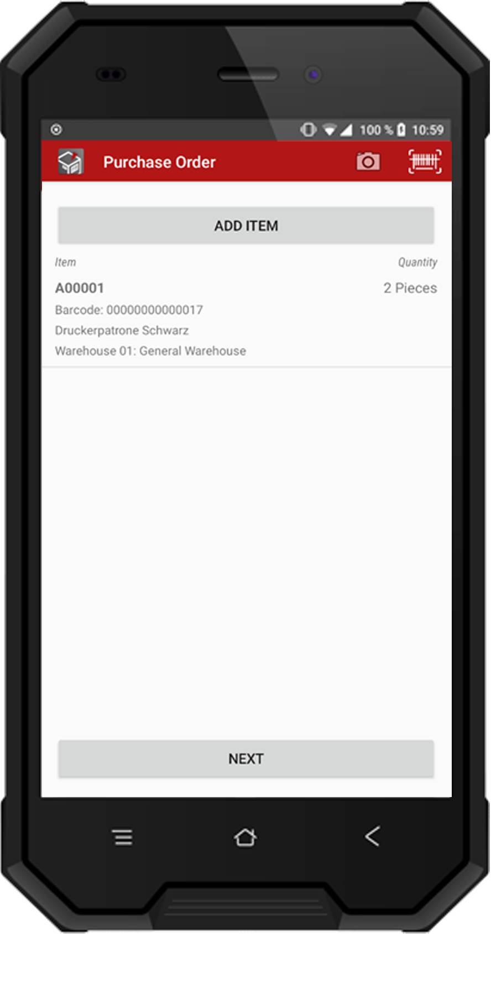 100 % 10:59
Purchase Order
ADD ITEM
Item Quantity
A00001 2 Pieces
Barcode: 00000000000017
Druckerpatrone Schwarz
Warehouse 01: General Warehouse
NEXT